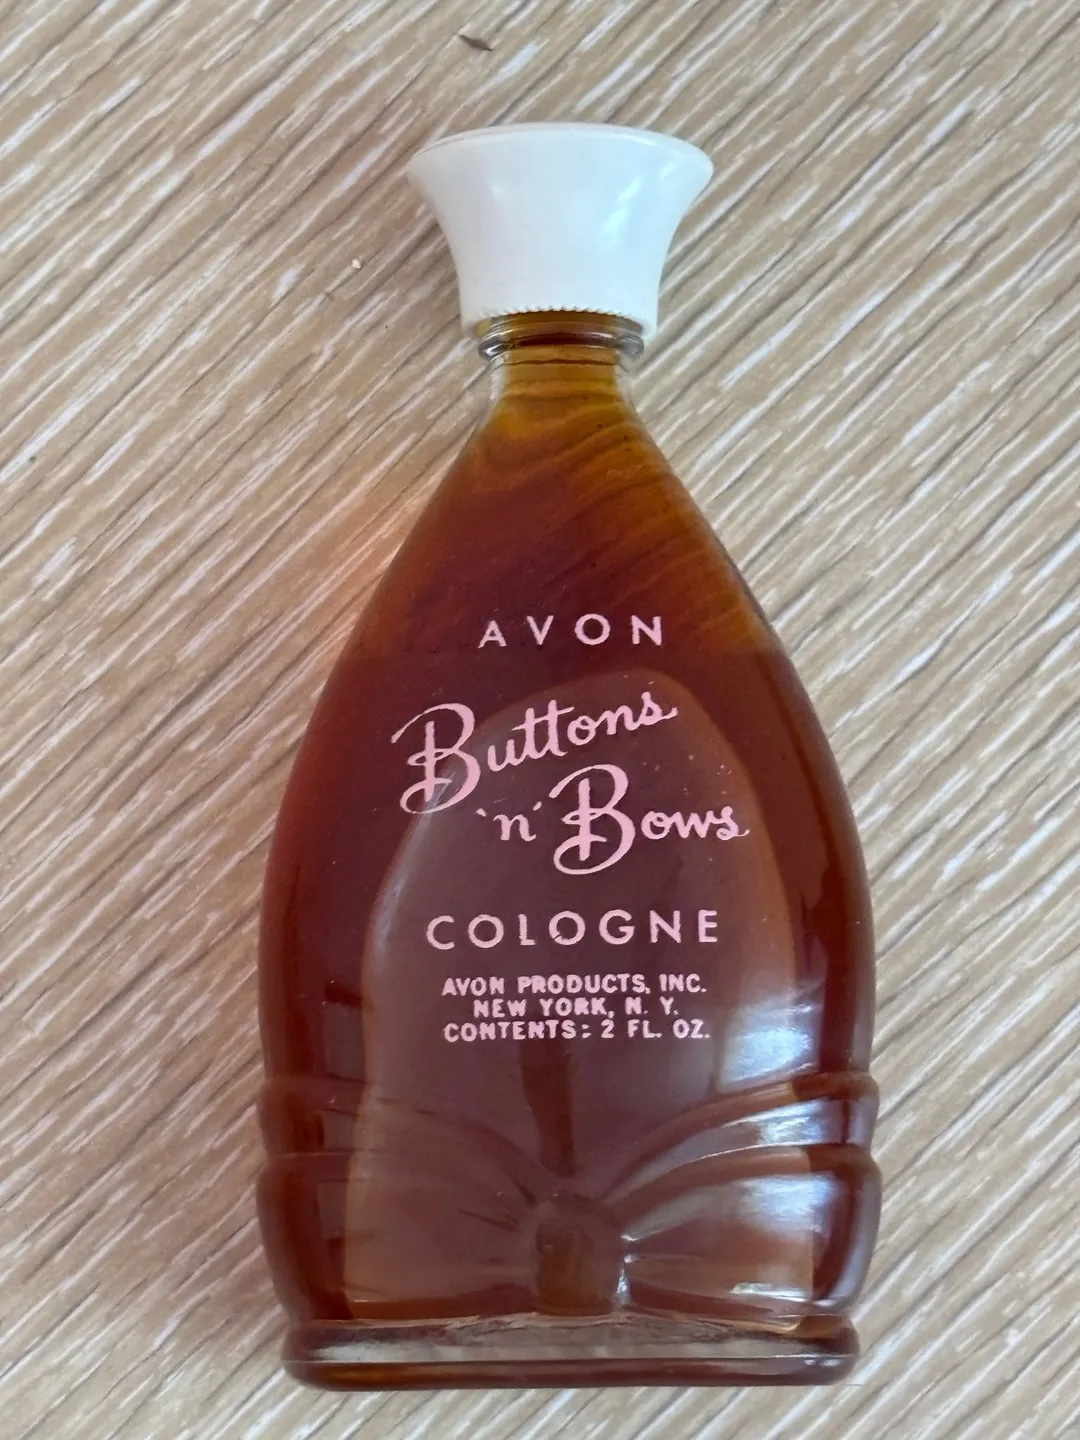 AVON
Buttons
'n' Bows
COLOGNE
AVON PRODUCTS, INC.
NEW YORK, N. Y.
CONTENTS: 2 FL. OZ.